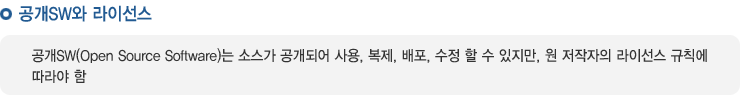 공개SW와 라이선스
공개SW(Open Source Software)는 소스가 공개되어 사용, 복제, 배포, 수정 할 수 있지만, 원 저작자의 라이선스 규칙에
따라야 함